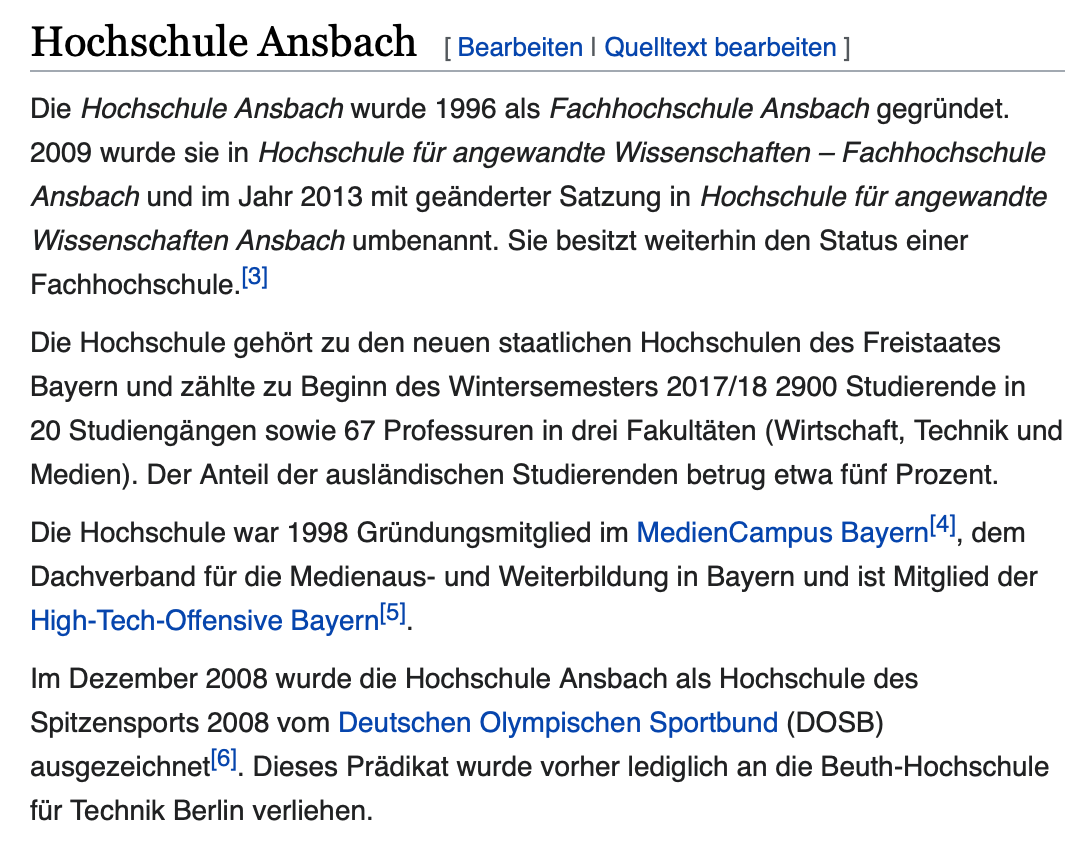 Hochschule Ansbach [ Bearbeiten | Quelltext bearbeiten ]
Die Hochschule Ansbach wurde 1996 als Fachhochschule Ansbach gegründet.
2009 wurde sie in Hochschule für angewandte Wissenschaften – Fachhochschule
Ansbach und im Jahr 2013 mit geänderter Satzung in Hochschule für angewandte
Wissenschaften Ansbach umbenannt. Sie besitzt weiterhin den Status einer
Fachhochschule.[3]
Die Hochschule gehört zu den neuen staatlichen Hochschulen des Freistaates
Bayern und zählte zu Beginn des Wintersemesters 2017/18 2900 Studierende in
20 Studiengängen sowie 67 Professuren in drei Fakultäten (Wirtschaft, Technik und
Medien). Der Anteil der ausländischen Studierenden betrug etwa fünf Prozent.
Die Hochschule war 1998 Gründungsmitglied im MedienCampus Bayern[4], dem
Dachverband für die Medienaus- und Weiterbildung in Bayern und ist Mitglied der
High-Tech-Offensive Bayern[5].
Im Dezember 2008 wurde die Hochschule Ansbach als Hochschule des
Spitzensports 2008 vom Deutschen Olympischen Sportbund (DOSB)
ausgezeichnet[6]. Dieses Prädikat wurde vorher lediglich an die Beuth-Hochschule
für Technik Berlin verliehen.